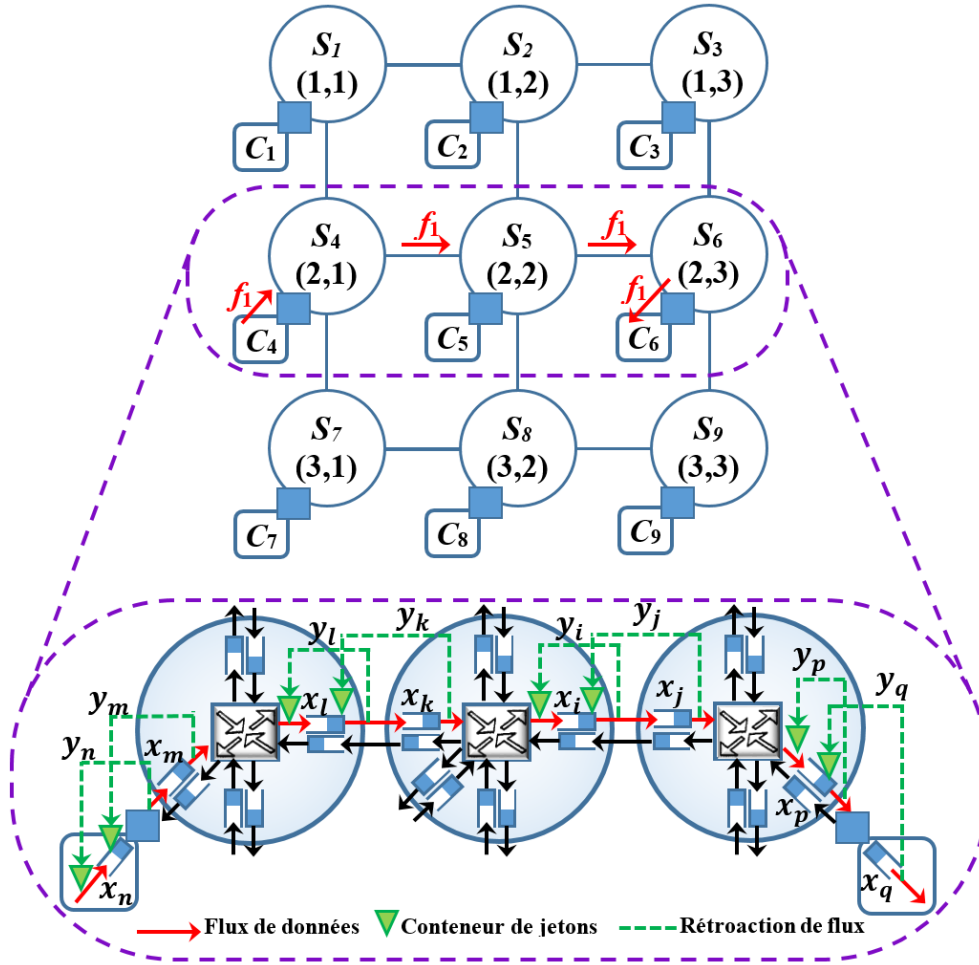 S₁ S₂ S₃
(1,1) (1,2) (1,3)
C₁ C₂ C₃
f₁ f₁
S₄ S₅ S₆
(2,1) (2,2) (2,3)
f₁ f₁
C₄ C₅ C₆
S₇ S₈ S₉
(3,1) (3,2) (3,3)
C₇ C₈ C₉
yₗ yₖ yᵢ yⱼ
xₗ xₖ xᵢ xⱼ
yₘ yₚ
yₙ xₘ y_q
xₚ
xₙ x_q
Flux de données Conteneur de jetons Rétroaction de flux